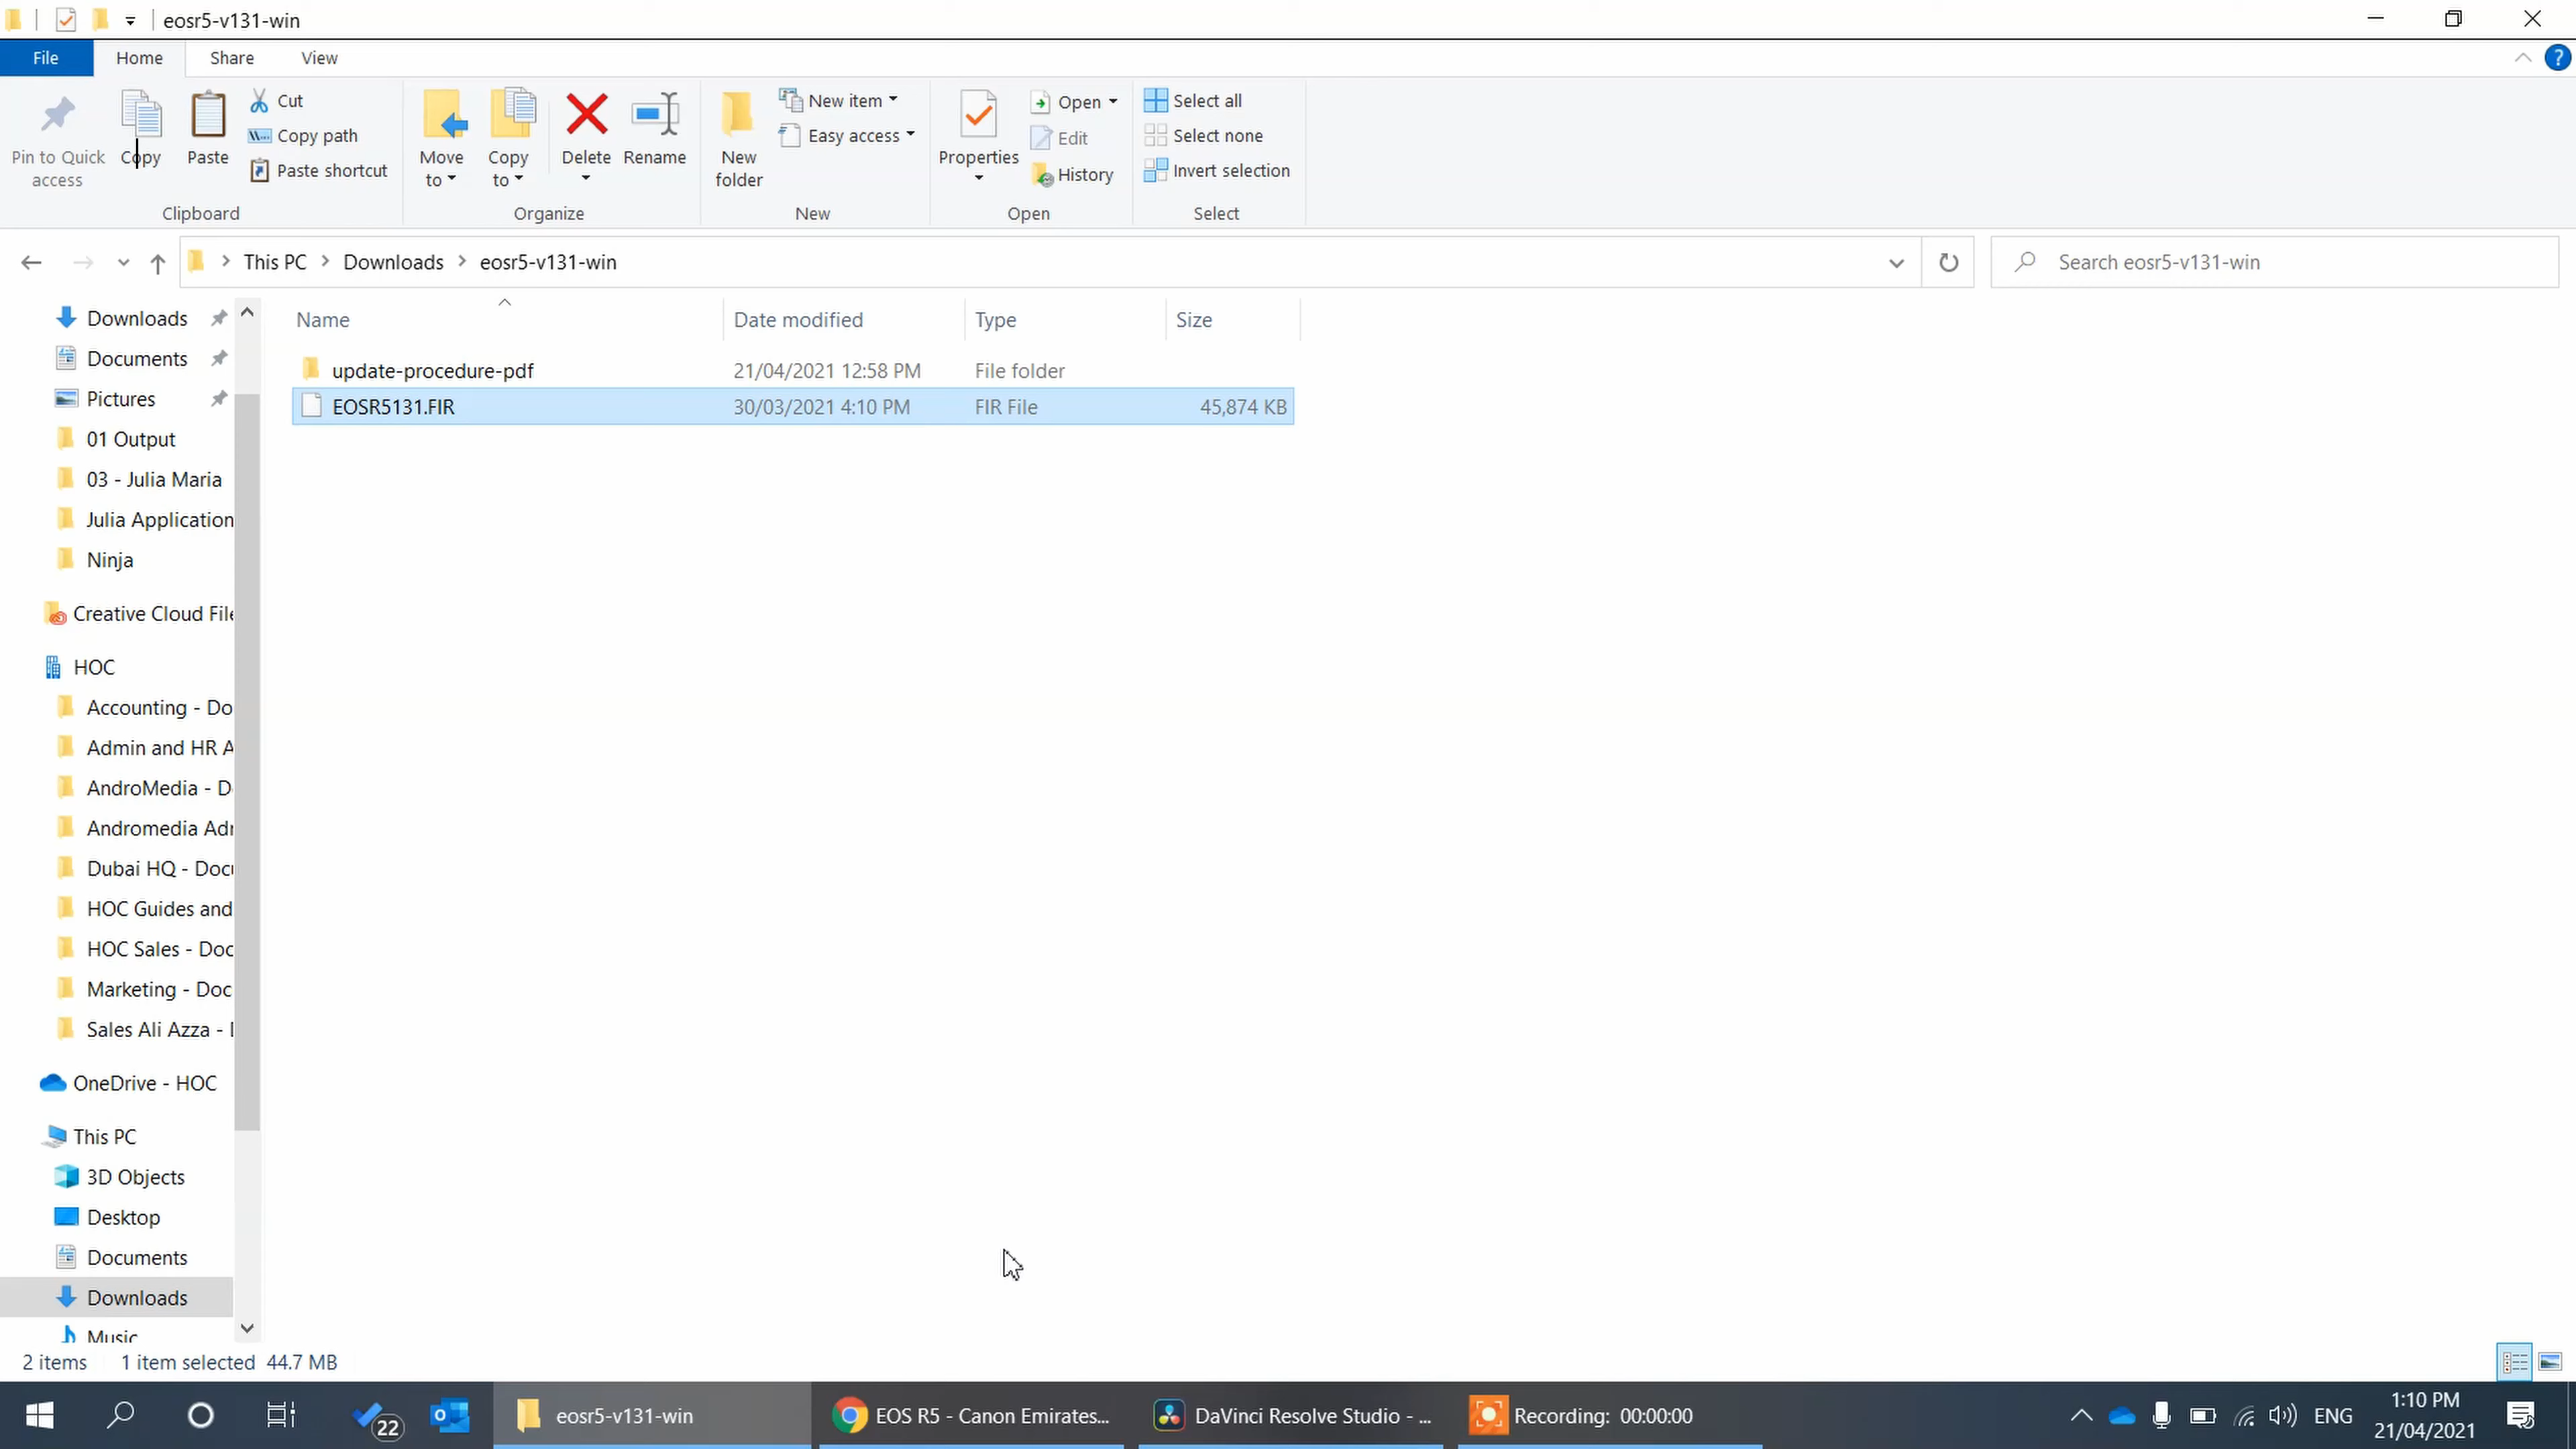 eosr5-v131-win
File Home Share View
Pin to Quick access
Copy
Paste
Cut
Copy path
Paste shortcut
Clipboard
Move to
Copy to
Delete
Rename
Organize
New folder
New item
Easy access
New
Properties
Open
Edit
History
Open
Select all
Select none
Invert selection
Select
This PC Downloads eosr5-v131-win
Search eosr5-v131-win
Name Date modified Type Size
update-procedure-pdf 21/04/2021 12:58 PM File folder
EOSR5131.FIR 30/03/2021 4:10 PM FIR File 45,874 KB
Downloads
Documents
Pictures
01 Output
03 - Julia Maria
Julia Application
Ninja
Creative Cloud File
HOC
Accounting - Do
Admin and HR A
AndroMedia - D
Andromedia Adr
Dubai HQ - Docu
HOC Guides and
HOC Sales - Doc
Marketing - Doc
Sales Ali Azza - D
OneDrive - HOC
This PC
3D Objects
Desktop
Documents
Downloads
Music
2 items 1 item selected 44.7 MB
22
eosr5-v131-win
EOS R5 - Canon Emirates...
DaVinci Resolve Studio - ...
Recording: 00:00:00
ENG
1:10 PM
21/04/2021